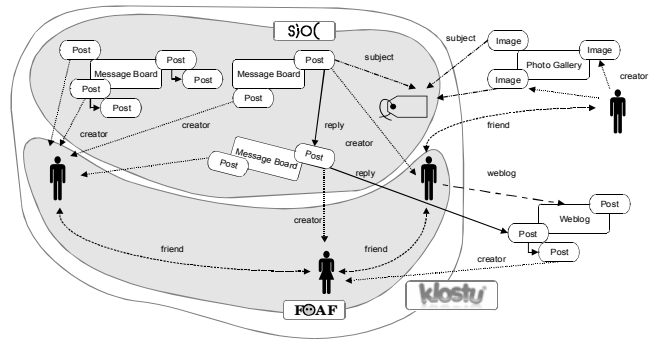 SIOC
subject
Post
Post
Post
Image
Image
Message Board
Message Board
Photo Gallery
Post
Post
Image
creator
Post
Post
creator
creator
reply
friend
creator
Message Board
Post
Post
reply
weblog
Post
creator
Weblog
Post
friend
friend
Post
creator
FOAF
klostu